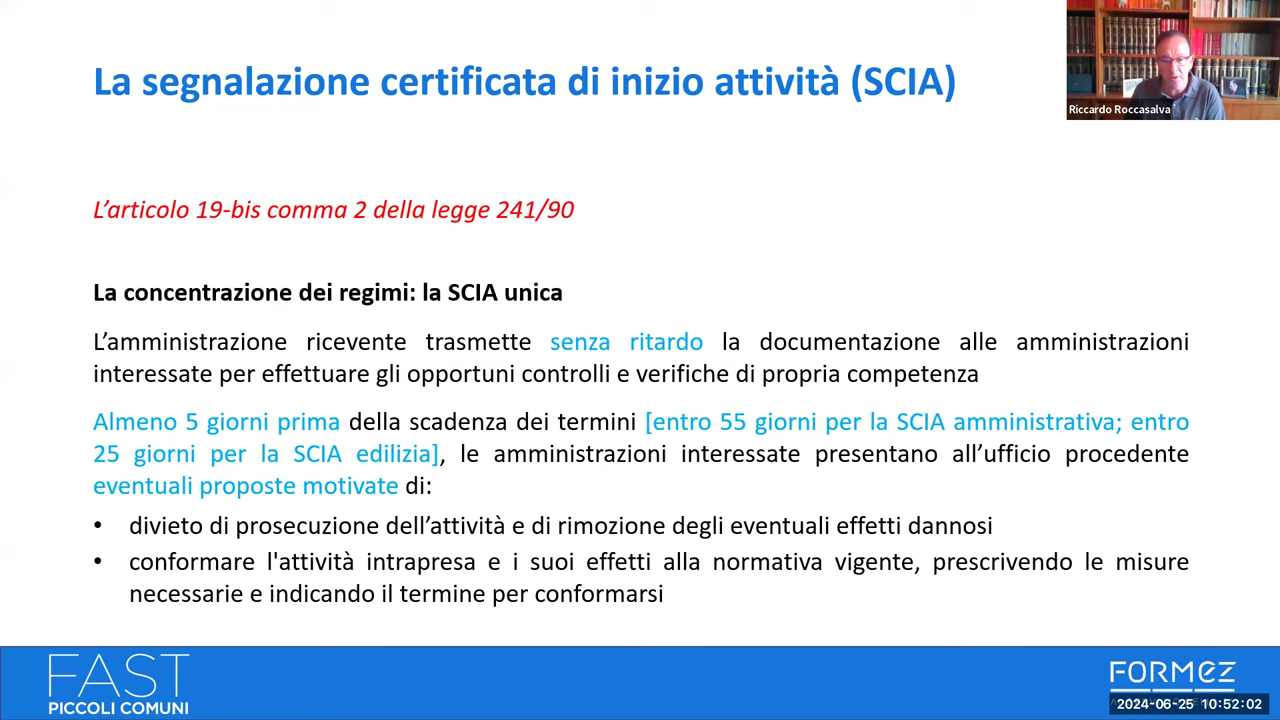 La segnalazione certificata di inizio attività (SCIA)
Riccardo Roccasalva
L’articolo 19-bis comma 2 della legge 241/90
La concentrazione dei regimi: la SCIA unica
L’amministrazione ricevente trasmette senza ritardo la documentazione alle amministrazioni
interessate per effettuare gli opportuni controlli e verifiche di propria competenza
Almeno 5 giorni prima della scadenza dei termini [entro 55 giorni per la SCIA amministrativa; entro
25 giorni per la SCIA edilizia], le amministrazioni interessate presentano all’ufficio procedente
eventuali proposte motivate di:
• divieto di prosecuzione dell’attività e di rimozione degli eventuali effetti dannosi
• conformare l'attività intrapresa e i suoi effetti alla normativa vigente, prescrivendo le misure
necessarie e indicando il termine per conformarsi
FAST
PICCOLI COMUNI
FORMEZ
2024-06-25 10:52:02